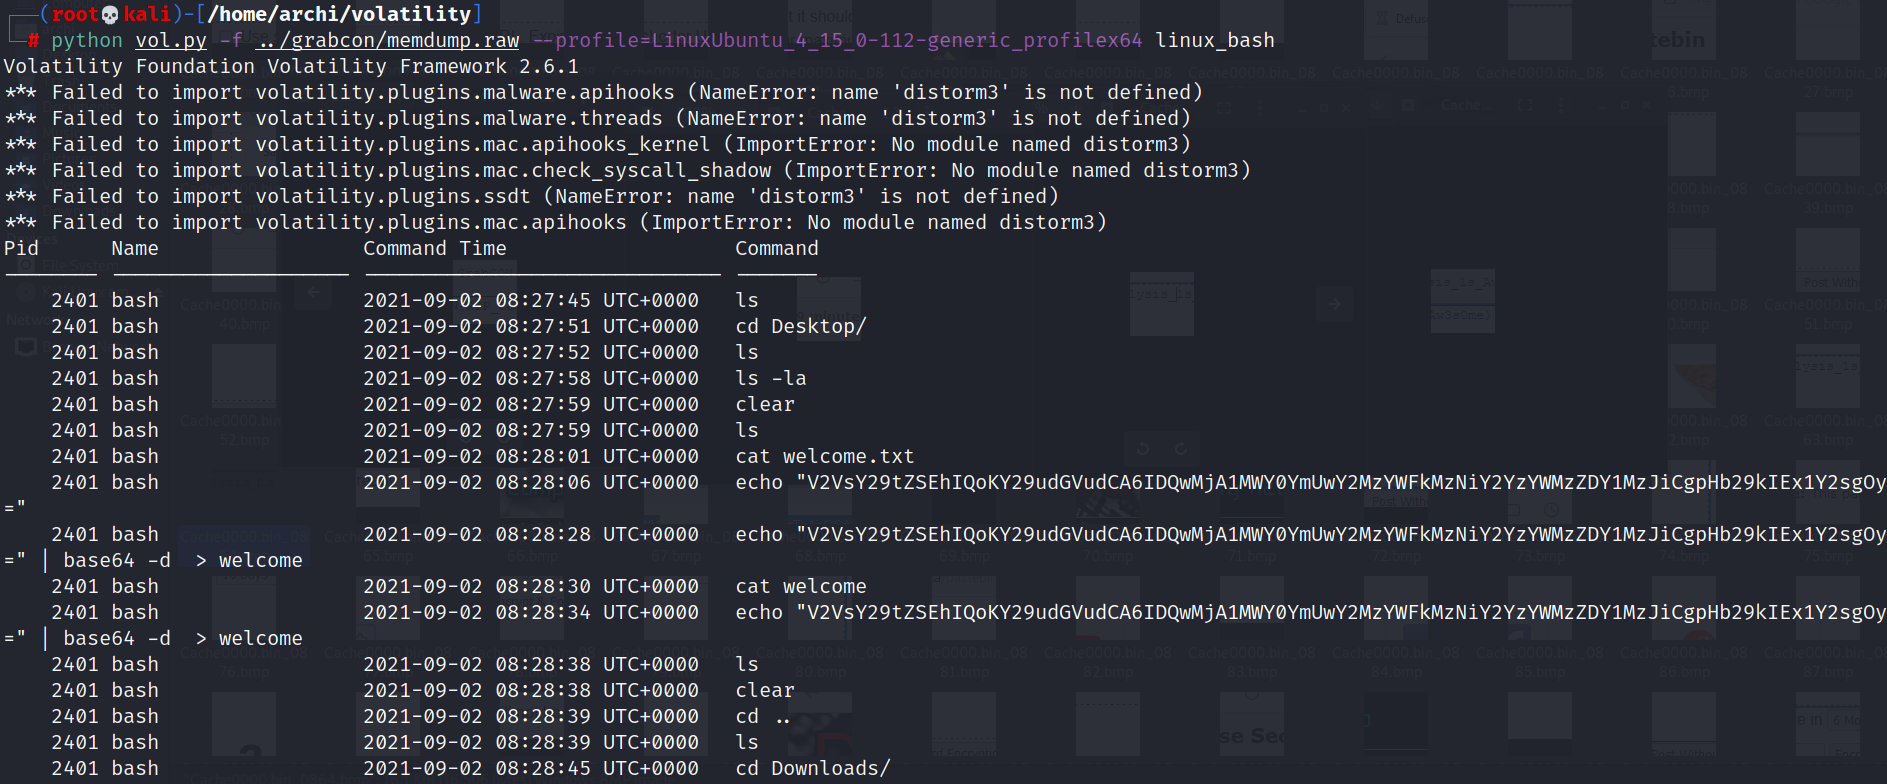 (root💀kali)-[/home/archi/volatility]
# python vol.py -f ../grabcon/memdump.raw --profile=LinuxUbuntu_4_15_0-112-generic_profilex64 linux_bash
Volatility Foundation Volatility Framework 2.6.1
*** Failed to import volatility.plugins.malware.apihooks (NameError: name 'distorm3' is not defined)
*** Failed to import volatility.plugins.malware.threads (NameError: name 'distorm3' is not defined)
*** Failed to import volatility.plugins.mac.apihooks_kernel (ImportError: No module named distorm3)
*** Failed to import volatility.plugins.mac.check_syscall_shadow (ImportError: No module named distorm3)
*** Failed to import volatility.plugins.ssdt (NameError: name 'distorm3' is not defined)
*** Failed to import volatility.plugins.mac.apihooks (ImportError: No module named distorm3)
Pid      Name                 Command Time                   Command
-------- -------------------- ------------------------------ -------
    2401 bash                 2021-09-02 08:27:45 UTC+0000   ls
    2401 bash                 2021-09-02 08:27:51 UTC+0000   cd Desktop/
    2401 bash                 2021-09-02 08:27:52 UTC+0000   ls
    2401 bash                 2021-09-02 08:27:58 UTC+0000   ls -la
    2401 bash                 2021-09-02 08:27:59 UTC+0000   clear
    2401 bash                 2021-09-02 08:27:59 UTC+0000   ls
    2401 bash                 2021-09-02 08:28:01 UTC+0000   cat welcome.txt
    2401 bash                 2021-09-02 08:28:06 UTC+0000   echo "V2VsY29tZSEhIQoKY29udGVudCA6IDQwMjA1MWY0YmUwY2MzYWFkMzNiY2YzYWMzZDY1MzJiCgpHb29kIEx1Y2sgOy
="
    2401 bash                 2021-09-02 08:28:28 UTC+0000   echo "V2VsY29tZSEhIQoKY29udGVudCA6IDQwMjA1MWY0YmUwY2MzYWFkMzNiY2YzYWMzZDY1MzJiCgpHb29kIEx1Y2sgOy
=" | base64 -d  > welcome
    2401 bash                 2021-09-02 08:28:30 UTC+0000   cat welcome
    2401 bash                 2021-09-02 08:28:34 UTC+0000   echo "V2VsY29tZSEhIQoKY29udGVudCA6IDQwMjA1MWY0YmUwY2MzYWFkMzNiY2YzYWMzZDY1MzJiCgpHb29kIEx1Y2sgOy
=" | base64 -d  > welcome
    2401 bash                 2021-09-02 08:28:38 UTC+0000   ls
    2401 bash                 2021-09-02 08:28:38 UTC+0000   clear
    2401 bash                 2021-09-02 08:28:39 UTC+0000   cd ..
    2401 bash                 2021-09-02 08:28:39 UTC+0000   ls
    2401 bash                 2021-09-02 08:28:45 UTC+0000   cd Downloads/